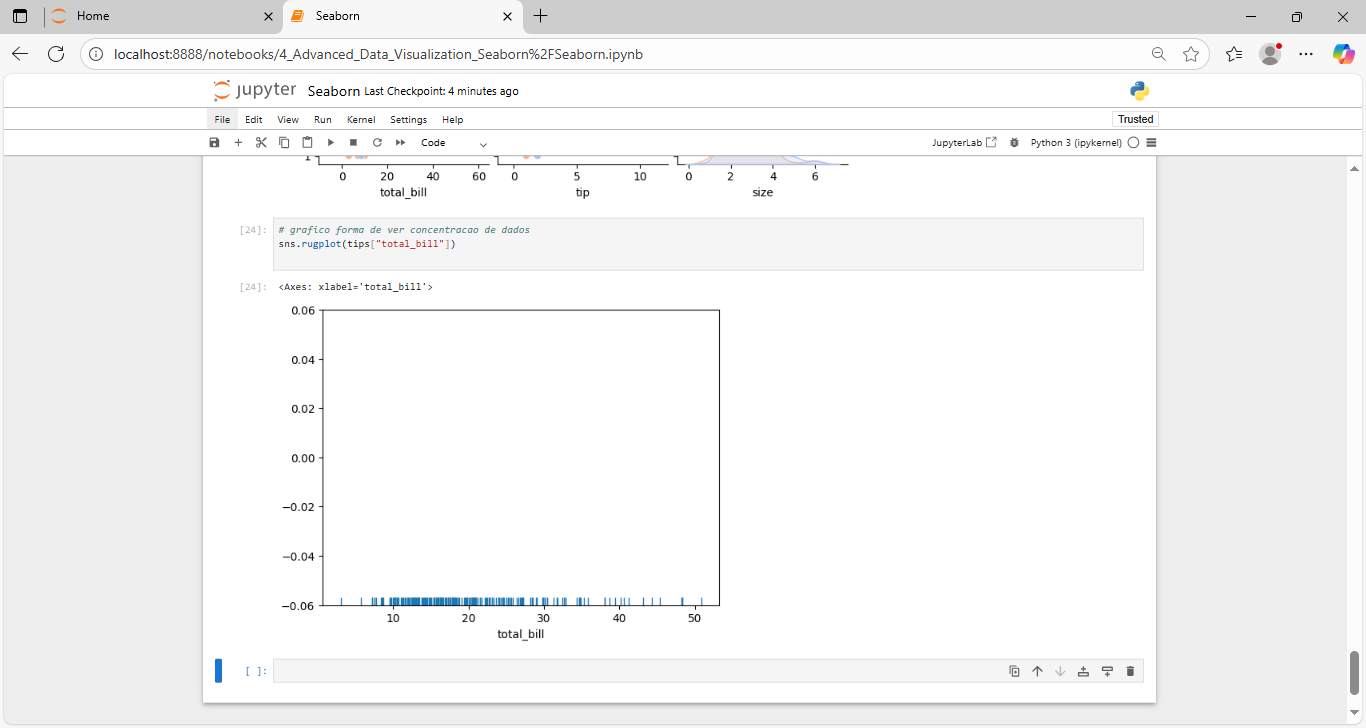 Home
Seaborn
localhost:8888/notebooks/4_Advanced_Data_Visualization_Seaborn%2FSeaborn.ipynb
jupyter Seaborn Last Checkpoint: 4 minutes ago
File Edit View Run Kernel Settings Help Trusted
Code JupyterLab Python 3 (ipykernel)
0 20 40 60 0 5 10 0 2 4 6
total_bill tip size
[24]: # grafico forma de ver concentracao de dados
sns.rugplot(tips["total_bill"])
[24]: <Axes: xlabel='total_bill'>
0.06
0.04
0.02
0.00
−0.02
−0.04
−0.06
10 20 30 40 50
total_bill
[ ]: